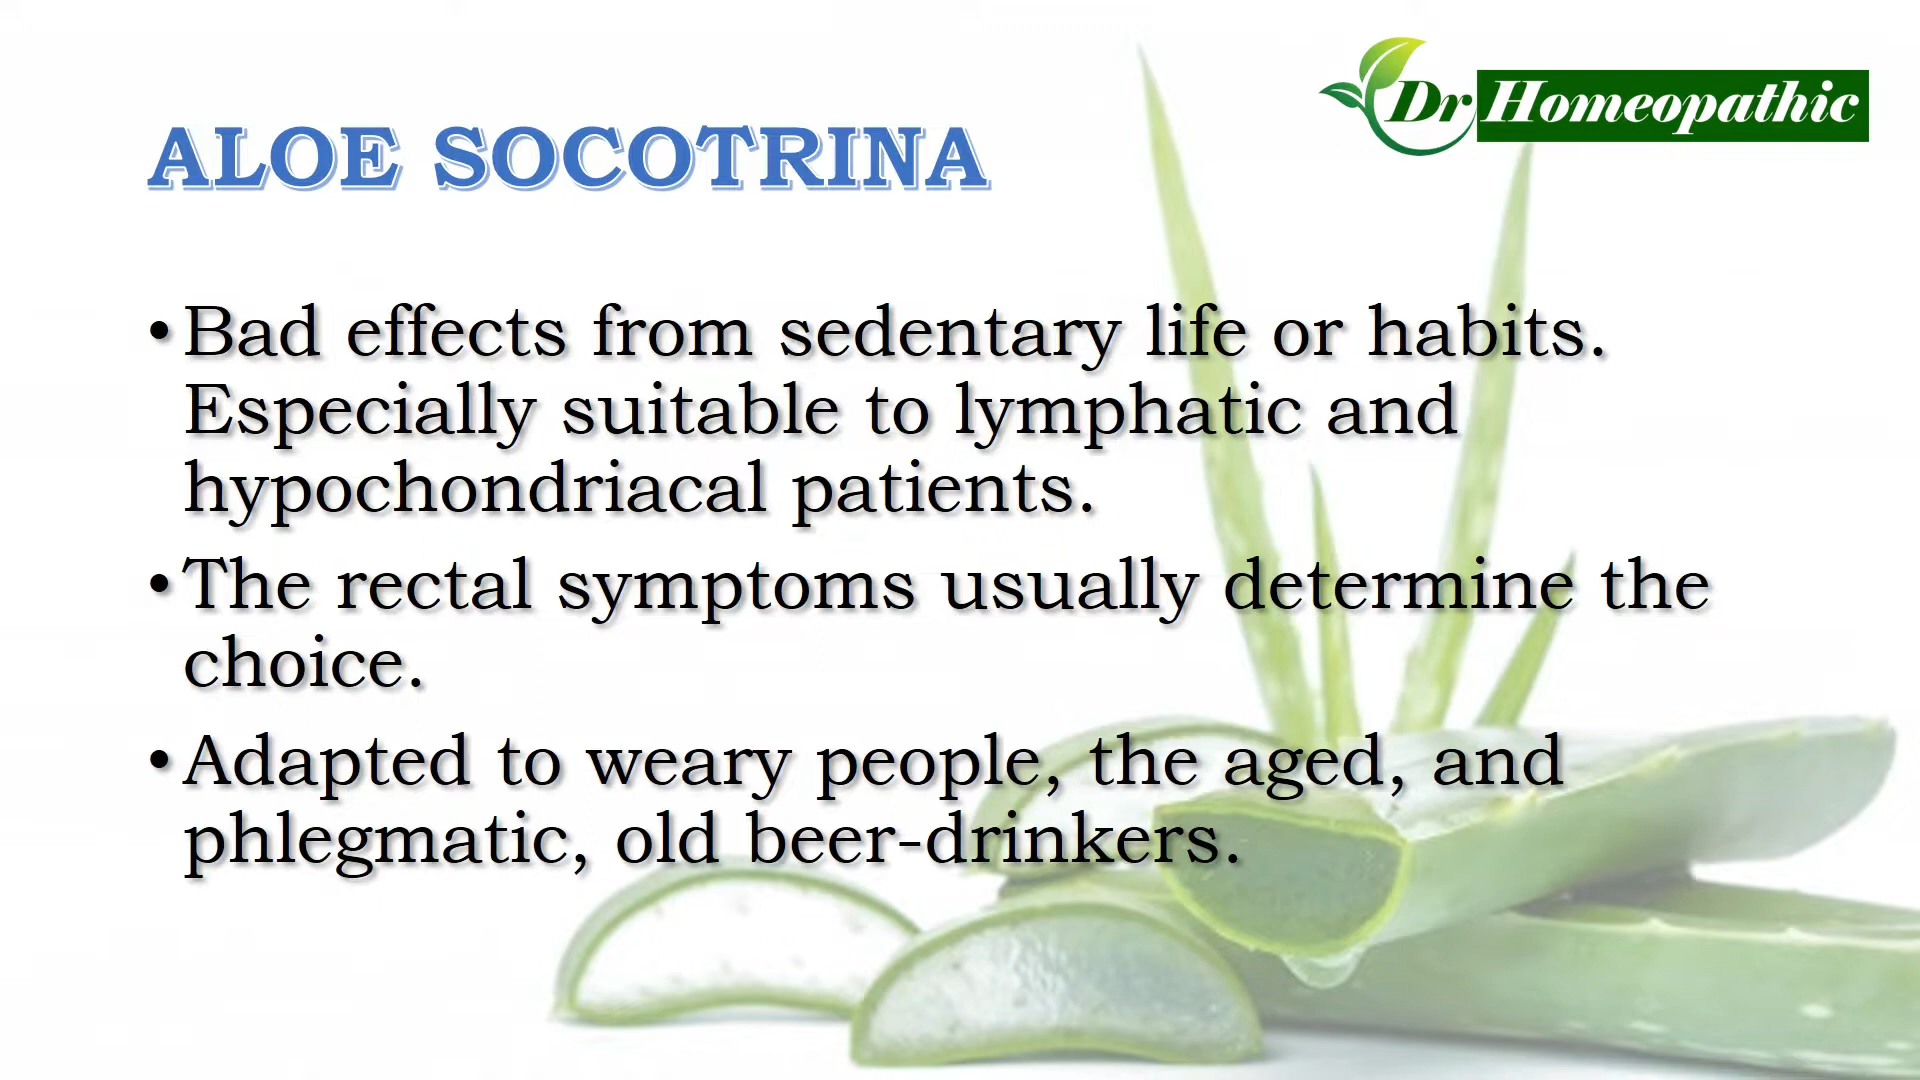 Dr Homeopathic
ALOE SOCOTRINA
• Bad effects from sedentary life or habits.
Especially suitable to lymphatic and
hypochondriacal patients.
• The rectal symptoms usually determine the
choice.
• Adapted to weary people, the aged, and
phlegmatic, old beer-drinkers.